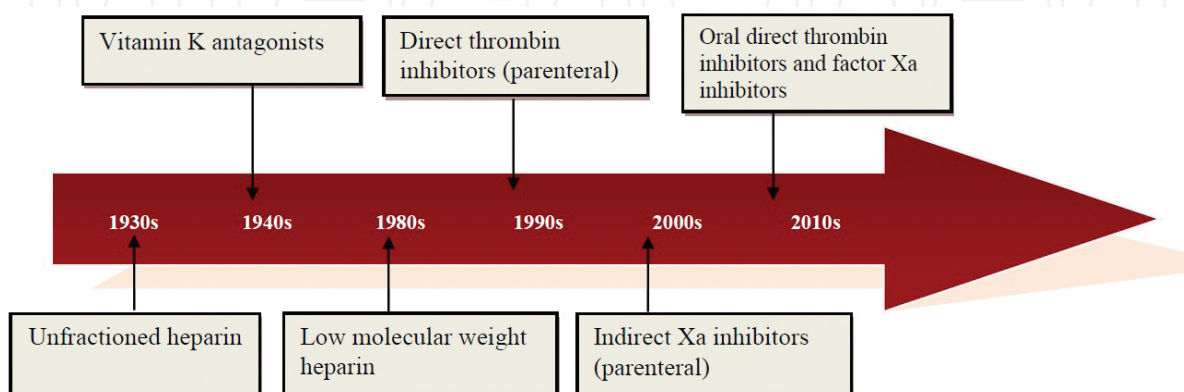 Vitamin K antagonists
Direct thrombin
inhibitors (parenteral)
Oral direct thrombin
inhibitors and factor Xa
inhibitors
1930s
1940s
1980s
1990s
2000s
2010s
Unfractioned heparin
Low molecular weight
heparin
Indirect Xa inhibitors
(parenteral)